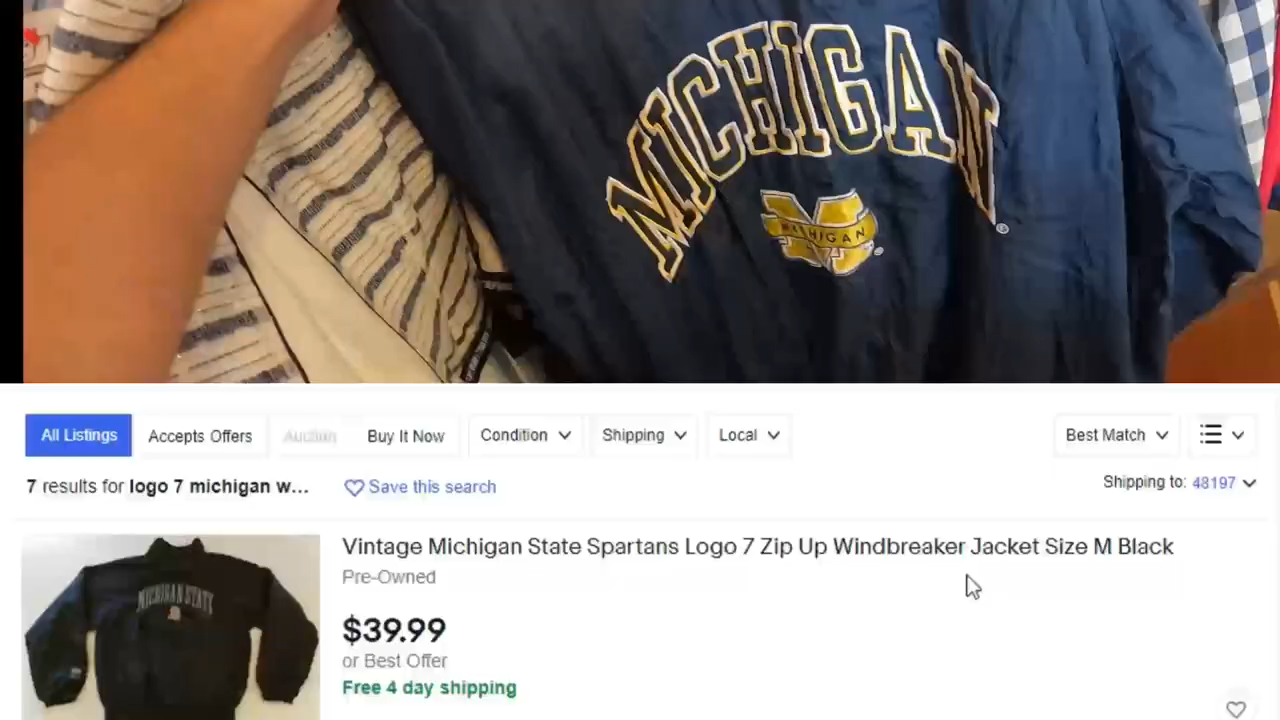 MICHIGAN
MICHIGAN
All Listings
Accepts Offers
Auction
Buy It Now
Condition
Shipping
Local
Best Match
7 results for logo 7 michigan w...
Save this search
Shipping to: 48197
Vintage Michigan State Spartans Logo 7 Zip Up Windbreaker Jacket Size M Black
Pre-Owned
MICHIGAN STATE
$39.99
or Best Offer
Free 4 day shipping